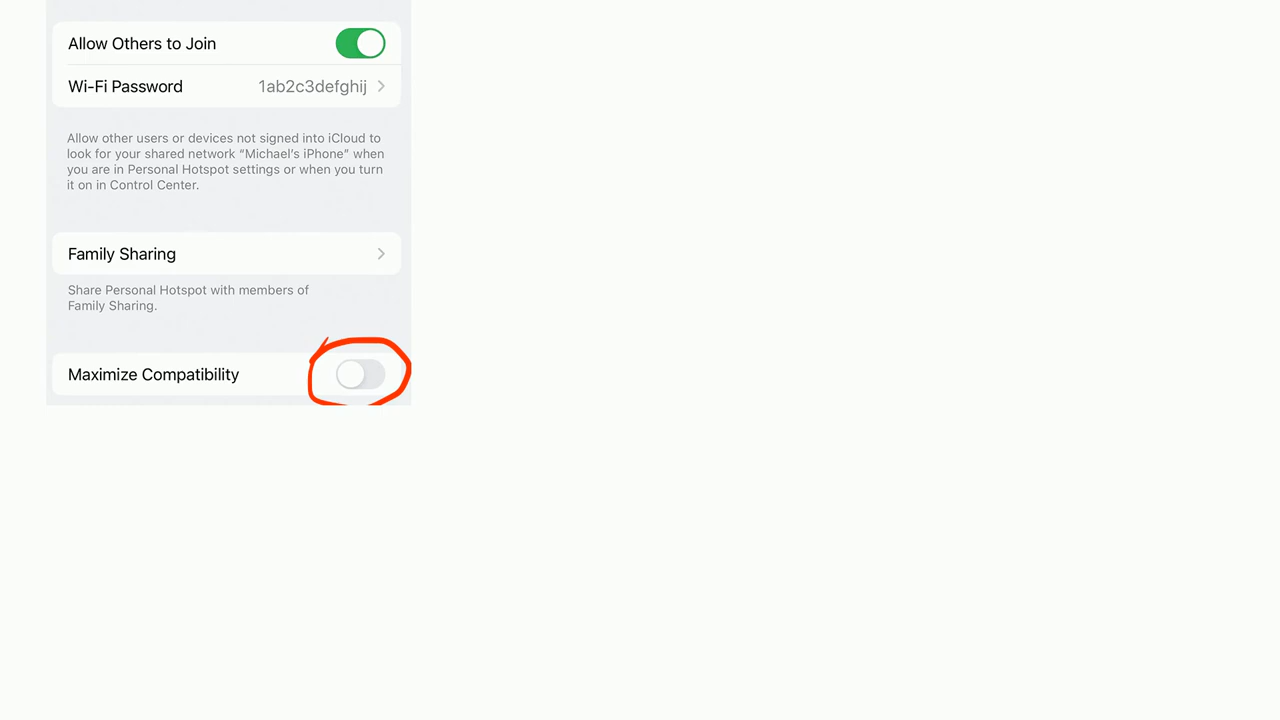 Allow Others to Join
Wi-Fi Password 1ab2c3defghij
Allow other users or devices not signed into iCloud to
look for your shared network “Michael’s iPhone” when
you are in Personal Hotspot settings or when you turn
it on in Control Center.
Family Sharing
Share Personal Hotspot with members of
Family Sharing.
Maximize Compatibility